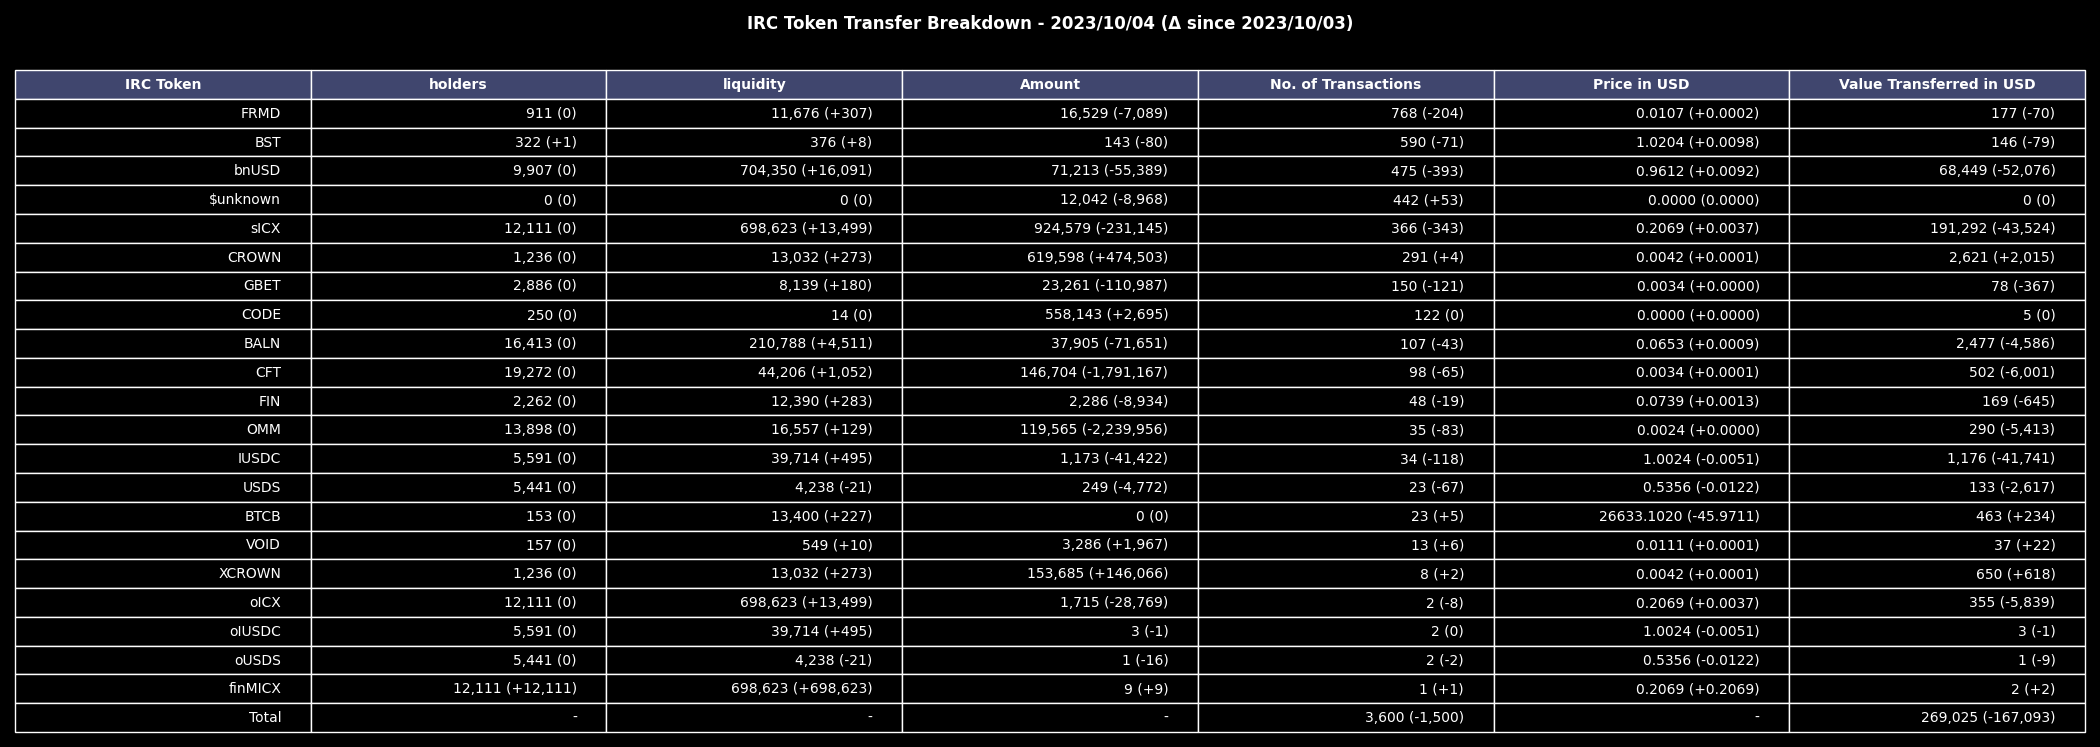 IRC Token Transfer Breakdown - 2023/10/04 (Δ since 2023/10/03)
IRC Token holders liquidity Amount No. of Transactions Price in USD Value Transferred in USD
FRMD 911 (0) 11,676 (+307) 16,529 (-7,089) 768 (-204) 0.0107 (+0.0002) 177 (-70)
BST 322 (+1) 376 (+8) 143 (-80) 590 (-71) 1.0204 (+0.0098) 146 (-79)
bnUSD 9,907 (0) 704,350 (+16,091) 71,213 (-55,389) 475 (-393) 0.9612 (+0.0092) 68,449 (-52,076)
$unknown 0 (0) 0 (0) 12,042 (-8,968) 442 (+53) 0.0000 (0.0000) 0 (0)
sICX 12,111 (0) 698,623 (+13,499) 924,579 (-231,145) 366 (-343) 0.2069 (+0.0037) 191,292 (-43,524)
CROWN 1,236 (0) 13,032 (+273) 619,598 (+474,503) 291 (+4) 0.0042 (+0.0001) 2,621 (+2,015)
GBET 2,886 (0) 8,139 (+180) 23,261 (-110,987) 150 (-121) 0.0034 (+0.0000) 78 (-367)
CODE 250 (0) 14 (0) 558,143 (+2,695) 122 (0) 0.0000 (+0.0000) 5 (0)
BALN 16,413 (0) 210,788 (+4,511) 37,905 (-71,651) 107 (-43) 0.0653 (+0.0009) 2,477 (-4,586)
CFT 19,272 (0) 44,206 (+1,052) 146,704 (-1,791,167) 98 (-65) 0.0034 (+0.0001) 502 (-6,001)
FIN 2,262 (0) 12,390 (+283) 2,286 (-8,934) 48 (-19) 0.0739 (+0.0013) 169 (-645)
OMM 13,898 (0) 16,557 (+129) 119,565 (-2,239,956) 35 (-83) 0.0024 (+0.0000) 290 (-5,413)
IUSDC 5,591 (0) 39,714 (+495) 1,173 (-41,422) 34 (-118) 1.0024 (-0.0051) 1,176 (-41,741)
USDS 5,441 (0) 4,238 (-21) 249 (-4,772) 23 (-67) 0.5356 (-0.0122) 133 (-2,617)
BTCB 153 (0) 13,400 (+227) 0 (0) 23 (+5) 26633.1020 (-45.9711) 463 (+234)
VOID 157 (0) 549 (+10) 3,286 (+1,967) 13 (+6) 0.0111 (+0.0001) 37 (+22)
XCROWN 1,236 (0) 13,032 (+273) 153,685 (+146,066) 8 (+2) 0.0042 (+0.0001) 650 (+618)
oICX 12,111 (0) 698,623 (+13,499) 1,715 (-28,769) 2 (-8) 0.2069 (+0.0037) 355 (-5,839)
oIUSDC 5,591 (0) 39,714 (+495) 3 (-1) 2 (0) 1.0024 (-0.0051) 3 (-1)
oUSDS 5,441 (0) 4,238 (-21) 1 (-16) 2 (-2) 0.5356 (-0.0122) 1 (-9)
finMICX 12,111 (+12,111) 698,623 (+698,623) 9 (+9) 1 (+1) 0.2069 (+0.2069) 2 (+2)
Total - - - 3,600 (-1,500) - 269,025 (-167,093)